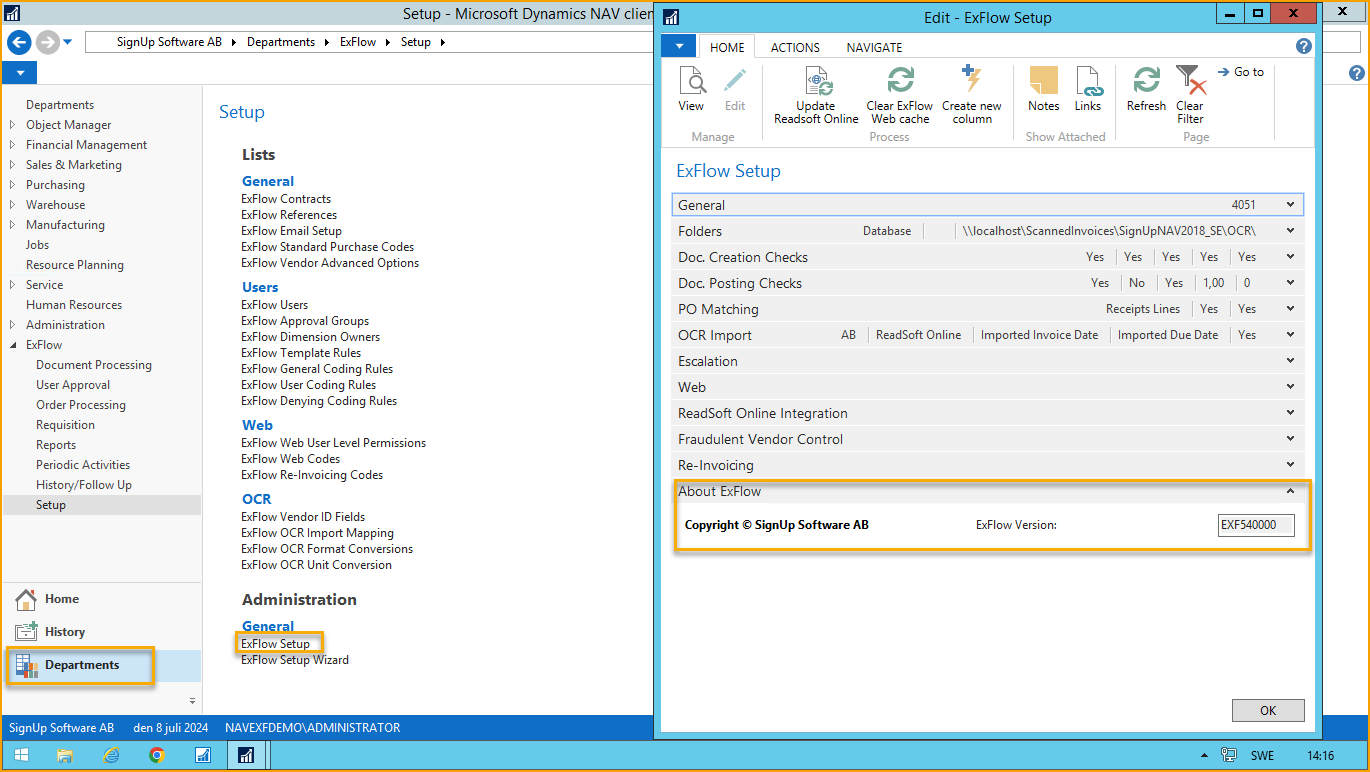 Setup - Microsoft Dynamics NAV clien
SignUp Software AB Departments ExFlow Setup
Departments
Object Manager
Financial Management
Sales & Marketing
Purchasing
Warehouse
Manufacturing
Jobs
Resource Planning
Service
Human Resources
Administration
ExFlow
Document Processing
User Approval
Order Processing
Requisition
Reports
Periodic Activities
History/Follow Up
Setup
Home
History
Departments
Setup
Lists
General
ExFlow Contracts
ExFlow References
ExFlow Email Setup
ExFlow Standard Purchase Codes
ExFlow Vendor Advanced Options
Users
ExFlow Users
ExFlow Approval Groups
ExFlow Dimension Owners
ExFlow Template Rules
ExFlow General Coding Rules
ExFlow User Coding Rules
ExFlow Denying Coding Rules
Web
ExFlow Web User Level Permissions
ExFlow Web Codes
ExFlow Re-Invoicing Codes
OCR
ExFlow Vendor ID Fields
ExFlow OCR Import Mapping
ExFlow OCR Format Conversions
ExFlow OCR Unit Conversion
Administration
General
ExFlow Setup
ExFlow Setup Wizard
Edit - ExFlow Setup
HOME ACTIONS NAVIGATE
View
Edit
Manage
Update
Readsoft Online
Clear ExFlow
Web cache
Create new
column
Process
Notes
Links
Show Attached
Refresh
Clear
Filter
Go to
Page
ExFlow Setup
General 4051
Folders Database \\localhost\ScannedInvoices\SignUpNAV2018_SE\OCR\
Doc. Creation Checks Yes Yes Yes Yes Yes
Doc. Posting Checks Yes No Yes 1,00 0
PO Matching Receipts Lines Yes Yes
OCR Import AB ReadSoft Online Imported Invoice Date Imported Due Date Yes
Escalation
Web
ReadSoft Online Integration
Fraudulent Vendor Control
Re-Invoicing
About ExFlow
Copyright © SignUp Software AB ExFlow Version: EXF540000
OK
SignUp Software AB den 8 juli 2024 NAVEXFDEMO\ADMINISTRATOR
SWE 14:16